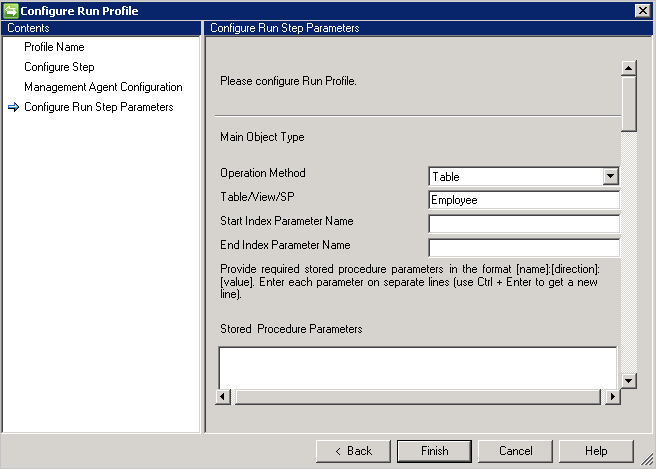 Configure Run Profile
Contents
Configure Run Step Parameters
Profile Name
Configure Step
Management Agent Configuration
Configure Run Step Parameters
Please configure Run Profile.
Main Object Type
Operation Method
Table
Table/View/SP
Employee
Start Index Parameter Name
End Index Parameter Name
Provide required stored procedure parameters in the format [name]:[direction]:
[value]. Enter each parameter on separate lines (use Ctrl + Enter to get a new
line).
Stored Procedure Parameters
< Back
Finish
Cancel
Help